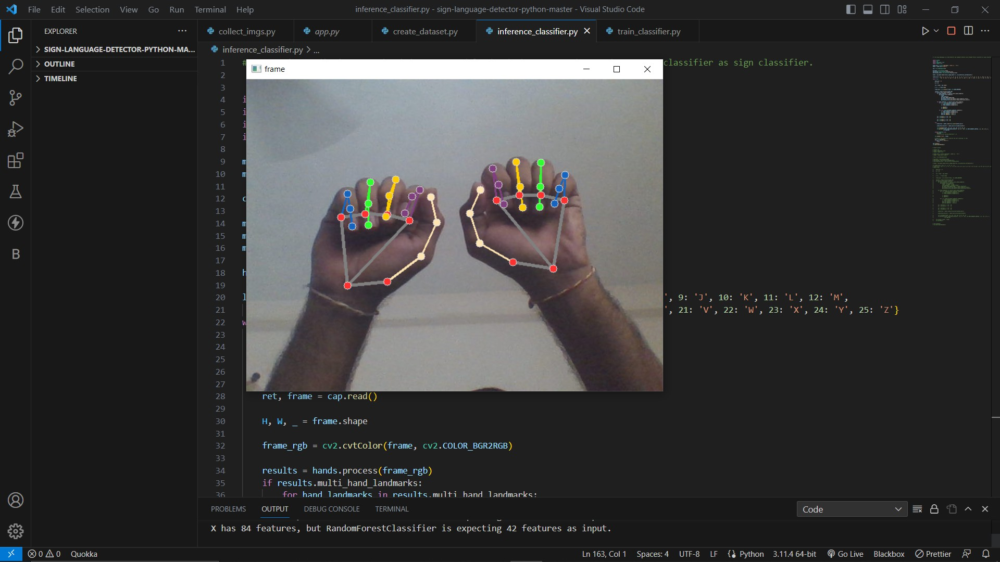 File Edit Selection View Go Run Terminal Help
inference_classifier.py - sign-language-detector-python-master - Visual Studio Code
EXPLORER
SIGN-LANGUAGE-DETECTOR-PYTHON-MA...
OUTLINE
TIMELINE
collect_imgs.py
app.py
create_dataset.py
inference_classifier.py
train_classifier.py
inference_classifier.py > ...
frame
1 # classifier as sign classifier.
2
3
4 i
5 i
6 i
7 i
8
9 m
10 m
11
12 c
13
14 m
15 m
16 m
17
18 h
19
20 l ', 9: 'J', 10: 'K', 11: 'L', 12: 'M',
21 ', 21: 'V', 22: 'W', 23: 'X', 24: 'Y', 25: 'Z'}
22 w
23
24
25
26
27
28 ret, frame = cap.read()
29
30 H, W, _ = frame.shape
31
32 frame_rgb = cv2.cvtColor(frame, cv2.COLOR_BGR2RGB)
33
34 results = hands.process(frame_rgb)
35 if results.multi_hand_landmarks:
36 for hand_landmarks in results.multi_hand_landmarks:
PROBLEMS OUTPUT DEBUG CONSOLE TERMINAL
Code
X has 84 features, but RandomForestClassifier is expecting 42 features as input.
0 0 Quokka
Ln 163, Col 1 Spaces: 4 UTF-8 LF Python 3.11.4 64-bit Go Live Blackbox Prettier